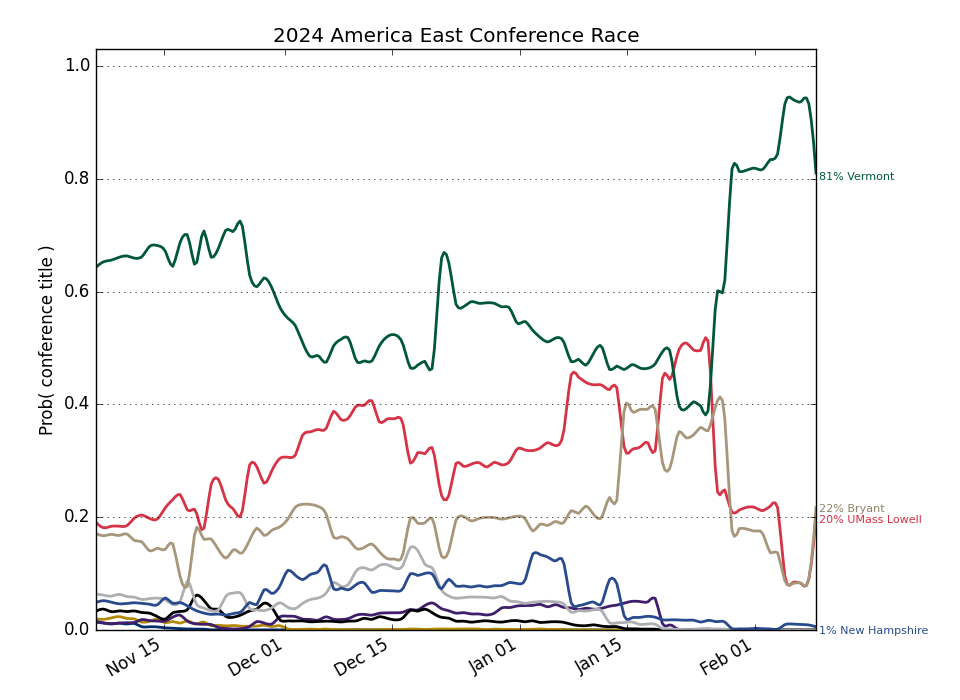 2024 America East Conference Race
Prob( conference title )
1.0
0.8
0.6
0.4
0.2
0.0
Nov 15
Dec 01
Dec 15
Jan 01
Jan 15
Feb 01
81% Vermont
22% Bryant
20% UMass Lowell
1% New Hampshire